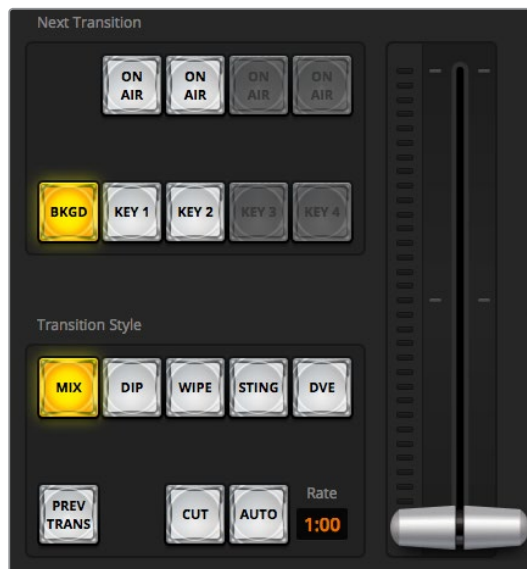 Next Transition
ON AIR
ON AIR
ON AIR
ON AIR
BKGD
KEY 1
KEY 2
KEY 3
KEY 4
Transition Style
MIX
DIP
WIPE
STING
DVE
PREV
TRANS
CUT
AUTO
Rate
1:00